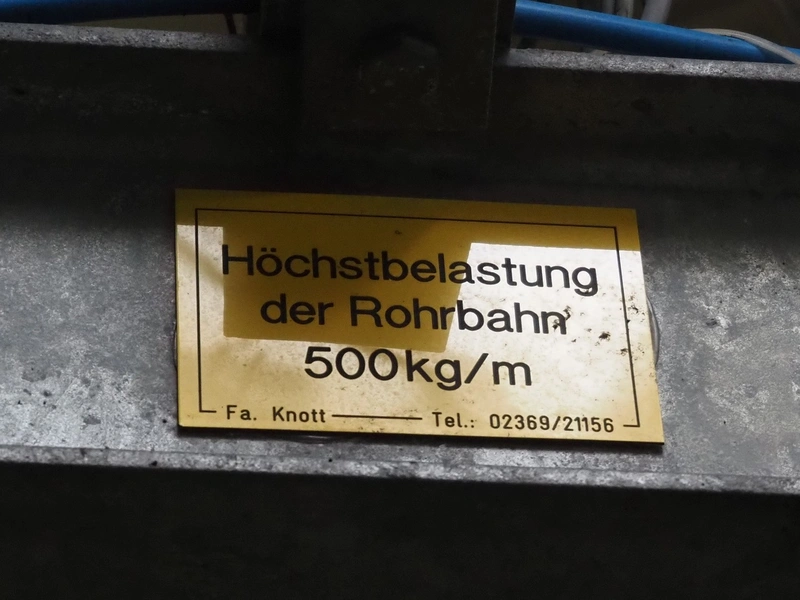 Höchstbelastung
der Rohrbahn
500kg/m
Fa. Knott Tel.: 02369/21156